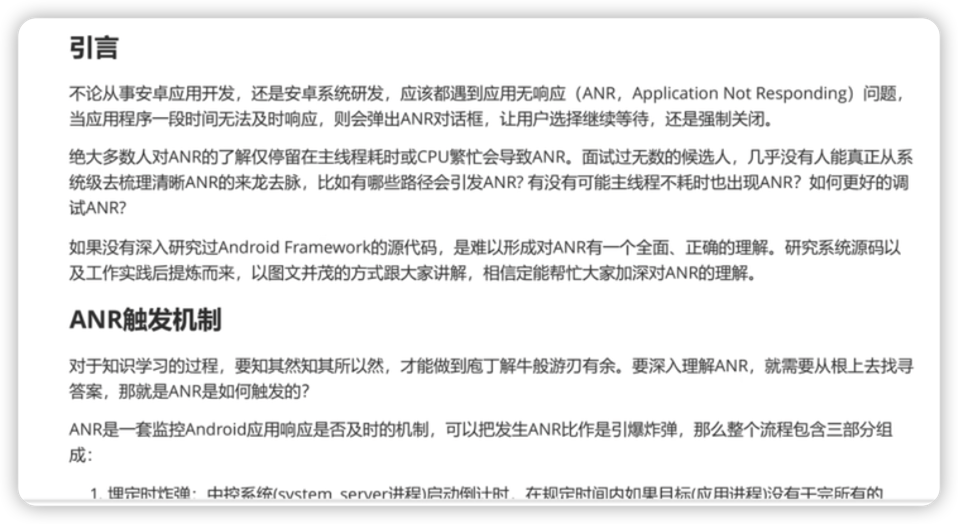 引言
不论从事安卓应用开发，还是安卓系统研发，应该都遇到应用无响应（ANR，Application Not Responding）问题，
当应用程序一段时间无法及时响应，则会弹出ANR对话框，让用户选择继续等待，还是强制关闭。
绝大多数人对ANR的了解仅停留在主线程耗时或CPU繁忙会导致ANR。面试过无数的候选人，几乎没有人能真正从系
统级去梳理清晰ANR的来龙去脉，比如有哪些路径会引发ANR? 有没有可能主线程不耗时也出现ANR？如何更好的调
试ANR?
如果没有深入研究过Android Framework的源代码，是难以形成对ANR有一个全面、正确的理解。研究系统源码以
及工作实践后提炼而来，以图文并茂的方式跟大家讲解，相信定能帮忙大家加深对ANR的理解。
ANR触发机制
对于知识学习的过程，要知其然知其所以然，才能做到庖丁解牛般游刃有余。要深入理解ANR，就需要从根上去找寻
答案，那就是ANR是如何触发的？
ANR是一套监控Android应用响应是否及时的机制，可以把发生ANR比作是引爆炸弹，那么整个流程包含三部分组
成：
1. 埋定时炸弹：中控系统(system_server进程)启动倒计时，在规定时间内如果目标(应用进程)没有干完所有的